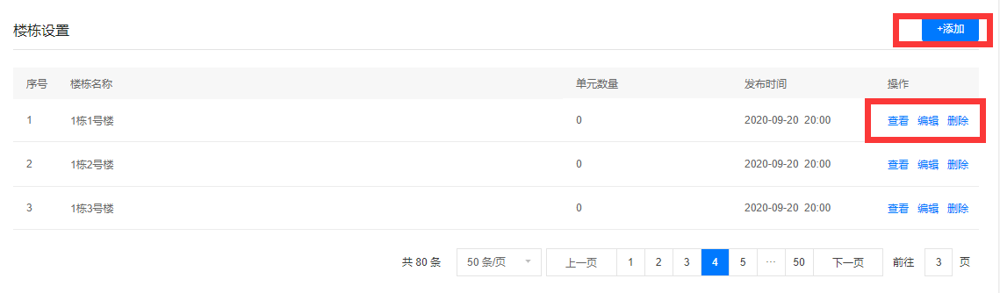 楼栋设置 +添加
序号 楼栋名称 单元数量 发布时间 操作
1 1栋1号楼 0 2020-09-20 20:00 查看 编辑 删除
2 1栋2号楼 0 2020-09-20 20:00 查看 编辑 删除
3 1栋3号楼 0 2020-09-20 20:00 查看 编辑 删除
共 80 条 50 条/页 上一页 1 2 3 4 5 ··· 50 下一页 前往 3 页